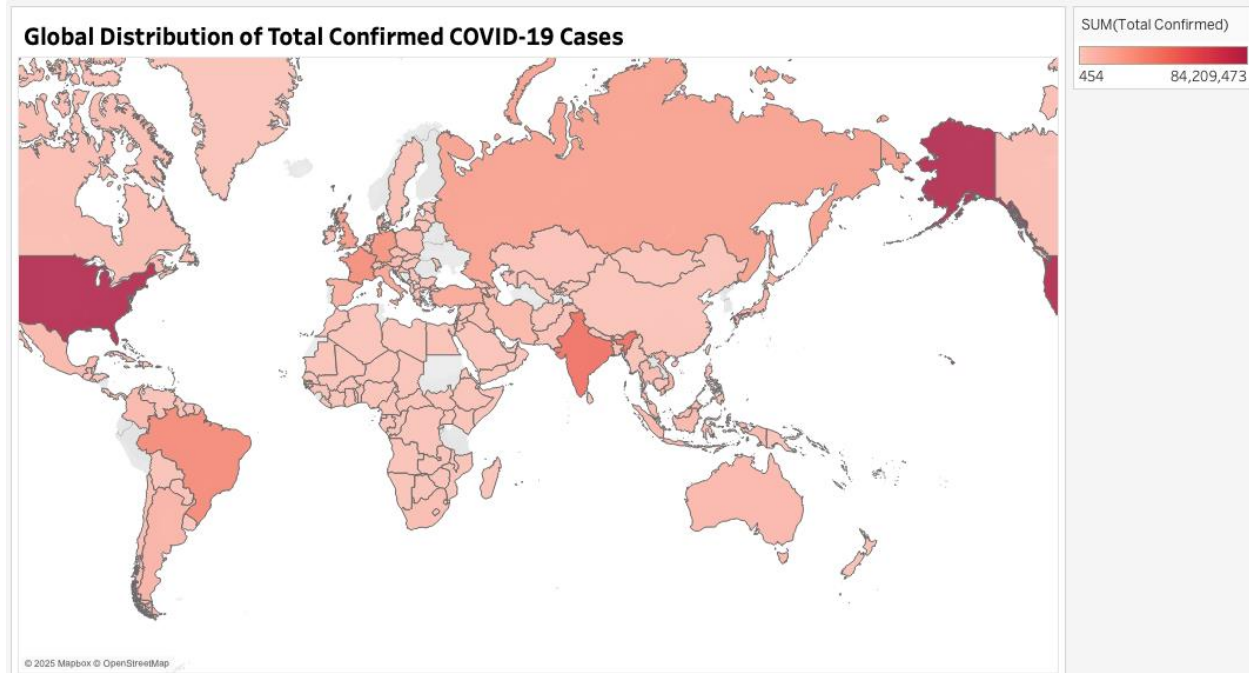 Global Distribution of Total Confirmed COVID-19 Cases
SUM(Total Confirmed)
454 84,209,473
© 2025 Mapbox © OpenStreetMap